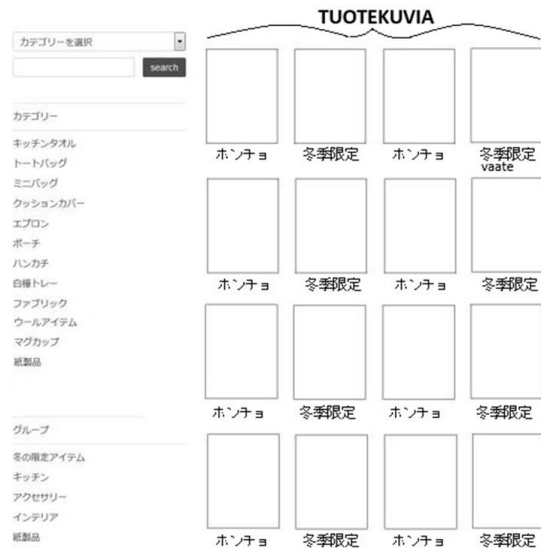 TUOTEKUVIA
カテゴリーを選択
search
カテゴリー
キッチンタオル
トートバッグ
ミニバッグ
クッションカバー
エプロン
ポーチ
ハンカチ
白樺トレー
ファブリック
ウールアイテム
マグカップ
紙製品
グループ
冬の限定アイテム
キッチン
アクセサリー
インテリア
紙製品
ホンチョ 冬季限定 ホンチョ 冬季限定
vaate
ホンチョ 冬季限定 ホンチョ 冬季限定
ホンチョ 冬季限定 ホンチョ 冬季限定
ホンチョ 冬季限定 ホンチョ 冬季限定